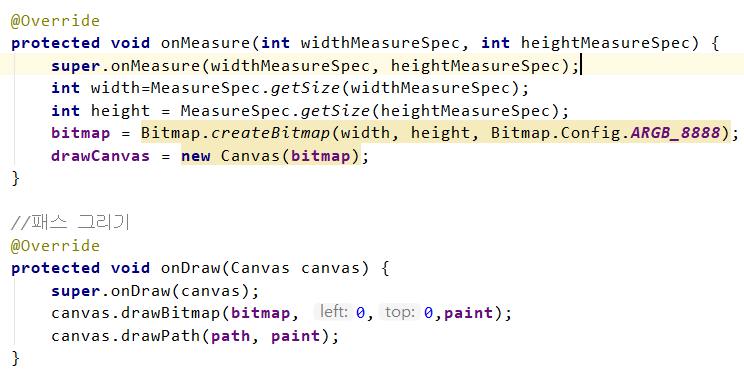 @Override
protected void onMeasure(int widthMeasureSpec, int heightMeasureSpec) {
    super.onMeasure(widthMeasureSpec, heightMeasureSpec);
    int width=MeasureSpec.getSize(widthMeasureSpec);
    int height = MeasureSpec.getSize(heightMeasureSpec);
    bitmap = Bitmap.createBitmap(width, height, Bitmap.Config.ARGB_8888);
    drawCanvas = new Canvas(bitmap);
}
//패스 그리기
@Override
protected void onDraw(Canvas canvas) {
    super.onDraw(canvas);
    canvas.drawBitmap(bitmap, left: 0, top: 0,paint);
    canvas.drawPath(path, paint);
}